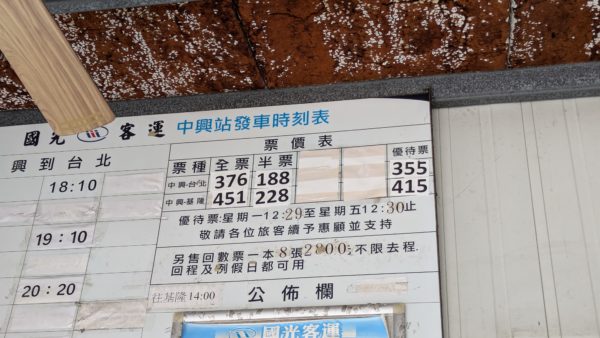 國光 客運 中興站發車時刻表
興到台北
18:10
19:10
20:20
票價表
票種 全票 半票 優待票
中興-台北 376 188 355
中興-基隆 451 228 415
優待票:星期一12:29至星期五12:30止
敬請各位旅客續予惠顧並支持
另售回數票一本8張2800,不限去程.
回程及例假日都可用
往基隆14:00 公佈欄
國光客運